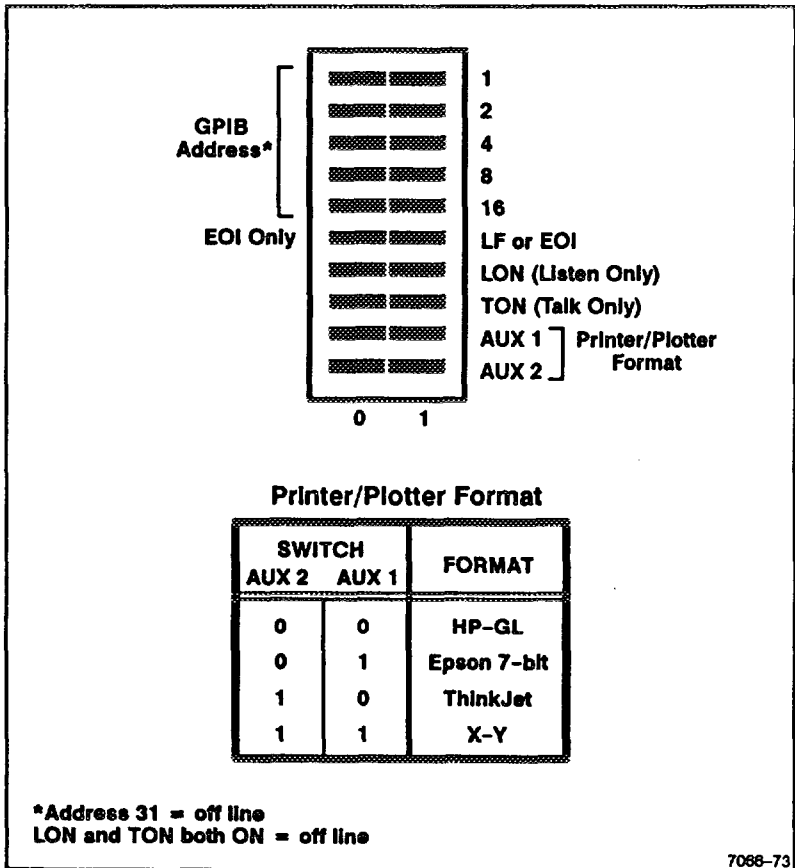 GPIB
Address*
1
2
4
8
16
EOI Only
LF or EOI
LON (Listen Only)
TON (Talk Only)
AUX 1
AUX 2
Printer/Plotter
Format
0 1
Printer/Plotter Format
SWITCH
AUX 2 AUX 1 FORMAT
0 0 HP-GL
0 1 Epson 7-bit
1 0 ThinkJet
1 1 X-Y
*Address 31 = off line
LON and TON both ON = off line
7066-73